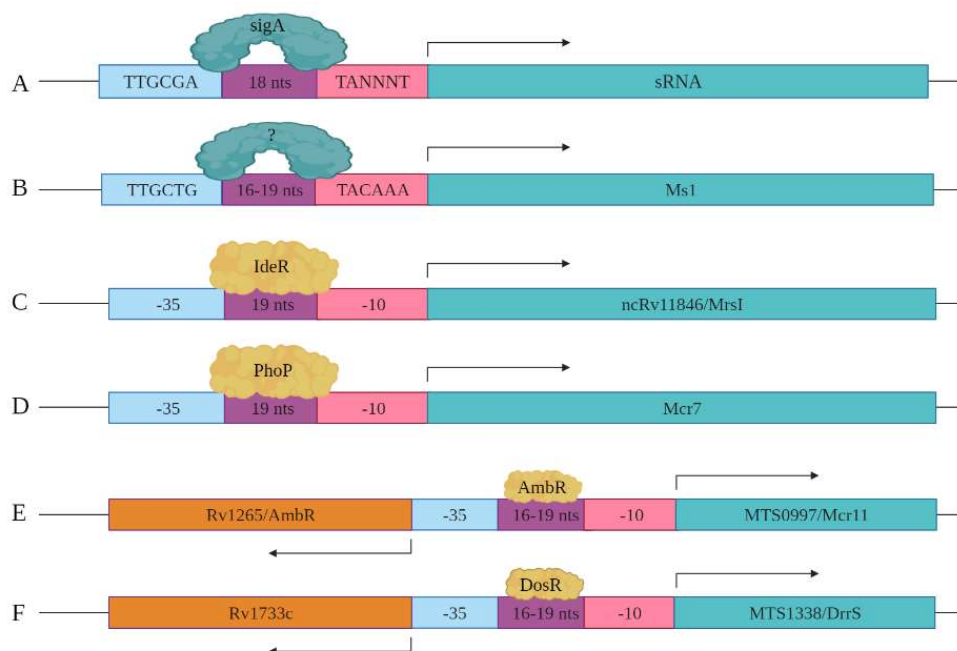 sigA
A TTGCGA 18 nts TANNNT sRNA
?
B TTGCTG 16-19 nts TACAAA Ms1
IdeR
C -35 19 nts -10 ncRv11846/MrsI
PhoP
D -35 19 nts -10 Mcr7
AmbR
E Rv1265/AmbR -35 16-19 nts -10 MTS0997/Mcr11
DosR
F Rv1733c -35 16-19 nts -10 MTS1338/DrrS